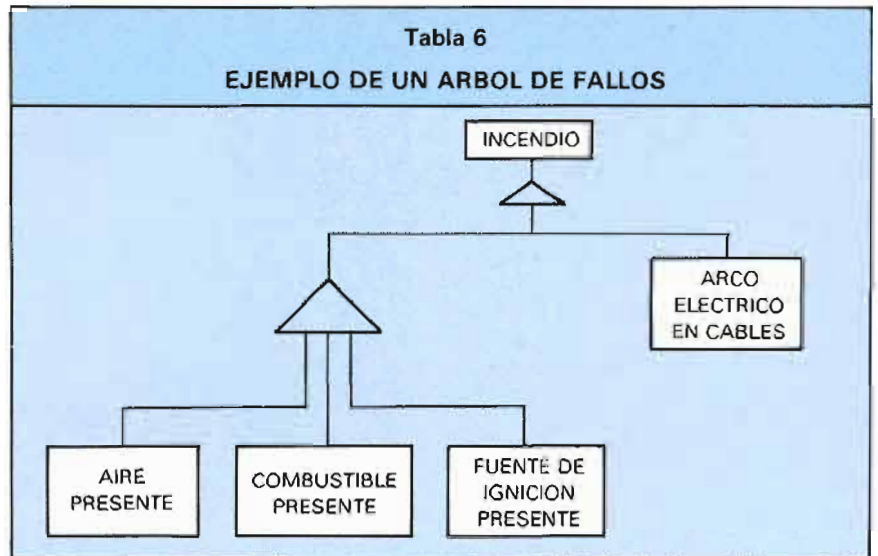 Tabla 6
EJEMPLO DE UN ARBOL DE FALLOS
INCENDIO
ARCO
ELECTRICO
EN CABLES
AIRE
PRESENTE
COMBUSTIBLE
PRESENTE
FUENTE DE
IGNICION
PRESENTE